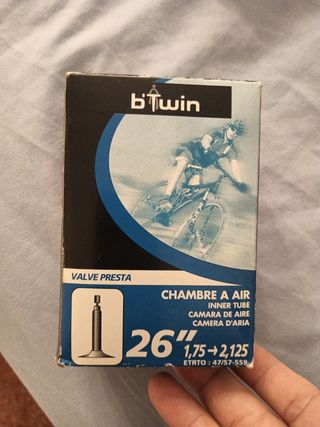 b'Twin
VALVE PRESTA
CHAMBRE A AIR
INNER TUBE
CAMARA DE AIRE
CAMERA D'ARIA
26" 1,75→2,125
ETRTO : 47/57-559